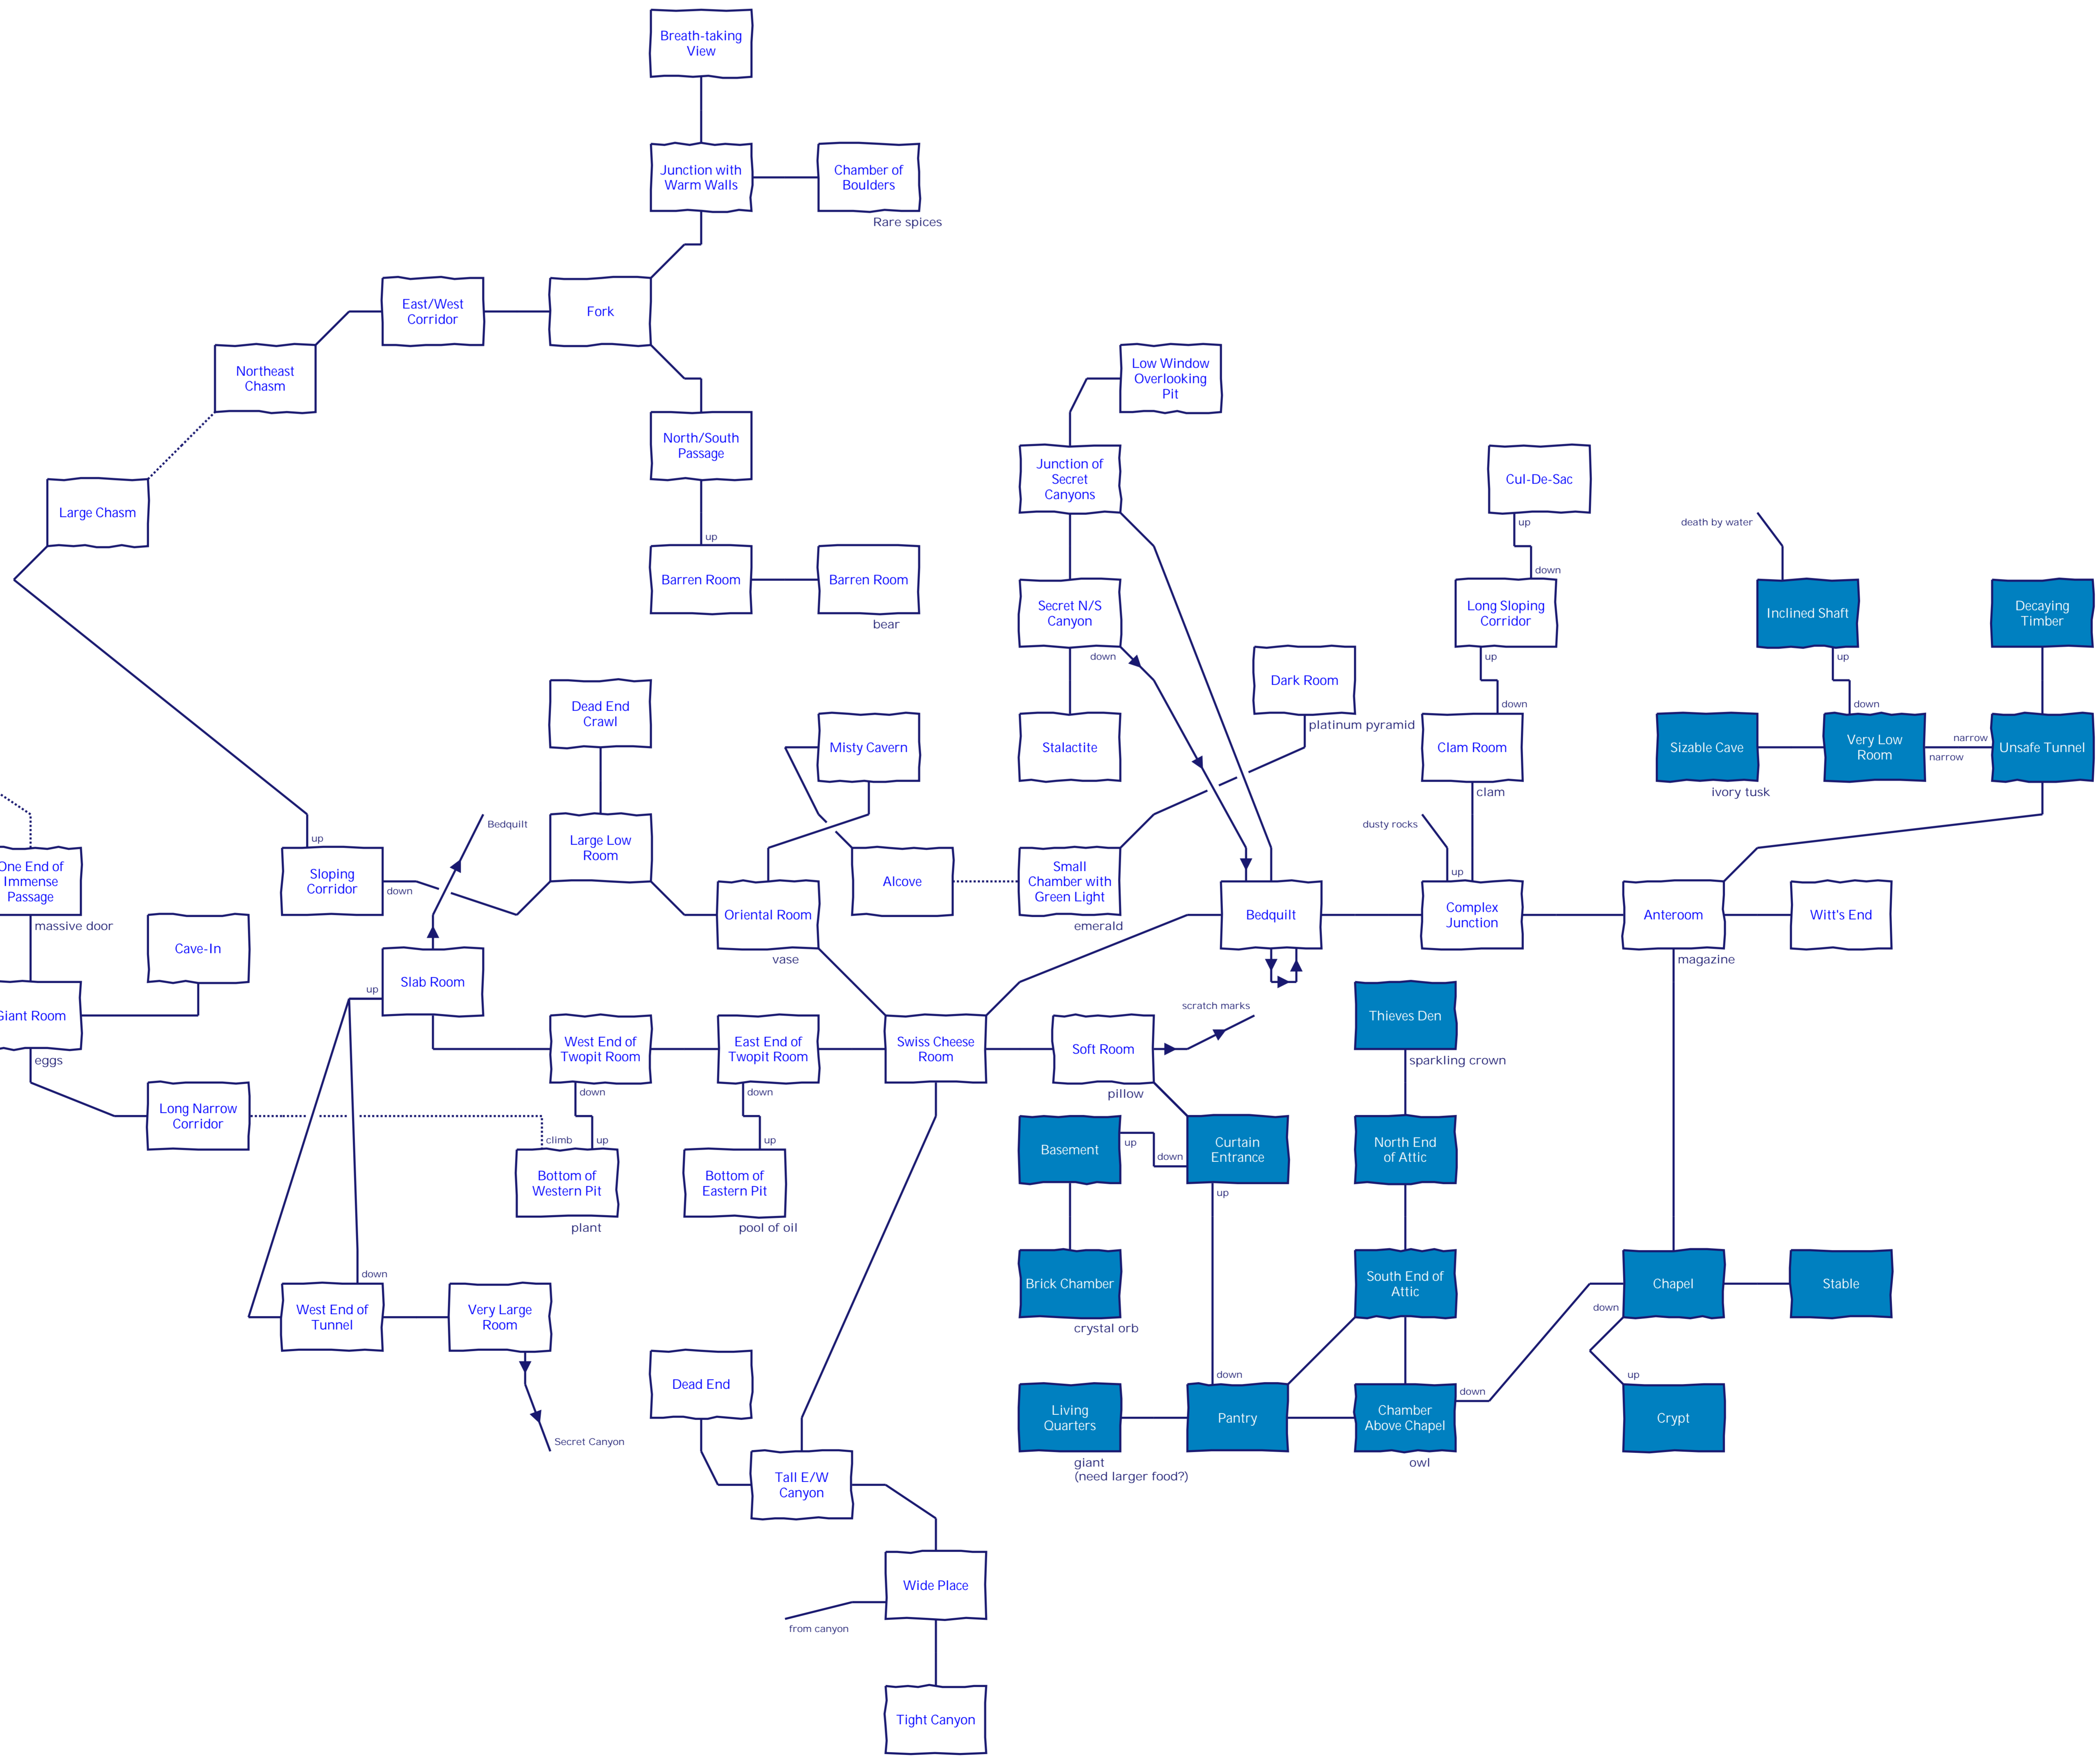 Breath-taking
View
Junction with
Warm Walls
Chamber of
Boulders
Rare spices
East/West
Corridor
Fork
Northeast
Chasm
Low Window
Overlooking
Pit
North/South
Passage
up
Junction of
Secret
Canyons
Cul-De-Sac
up
Large Chasm
death by water
Barren Room
Barren Room
bear
Secret N/S
Canyon
down
down
Long Sloping
Corridor
up
Inclined Shaft
up
Decaying
Timber
Dead End
Crawl
Misty Cavern
Stalactite
Dark Room
platinum pyramid
down
Clam Room
clam
Sizable Cave
ivory tusk
down
Very Low
Room
narrow
narrow
Unsafe Tunnel
Bedquilt
Large Low
Room
dusty rocks
up
One End of
Immense
Passage
massive door
up
Sloping
Corridor
down
Oriental Room
vase
Alcove
Small
Chamber with
Green Light
emerald
Bedquilt
Complex
Junction
Anteroom
magazine
Witt's End
Cave-In
Slab Room
up
Giant Room
eggs
West End of
Twopit Room
down
East End of
Twopit Room
down
Swiss Cheese
Room
Soft Room
pillow
scratch marks
Thieves Den
sparkling crown
Long Narrow
Corridor
climb
up
Bottom of
Western Pit
plant
up
Bottom of
Eastern Pit
pool of oil
Basement
up
down
Curtain
Entrance
up
North End
of Attic
down
West End of
Tunnel
Very Large
Room
Secret Canyon
Brick Chamber
crystal orb
South End of
Attic
Chapel
down
Stable
Dead End
Living
Quarters
giant
(need larger food?)
down
Pantry
Chamber
Above Chapel
down
owl
up
Crypt
Tall E/W
Canyon
Wide Place
from canyon
Tight Canyon